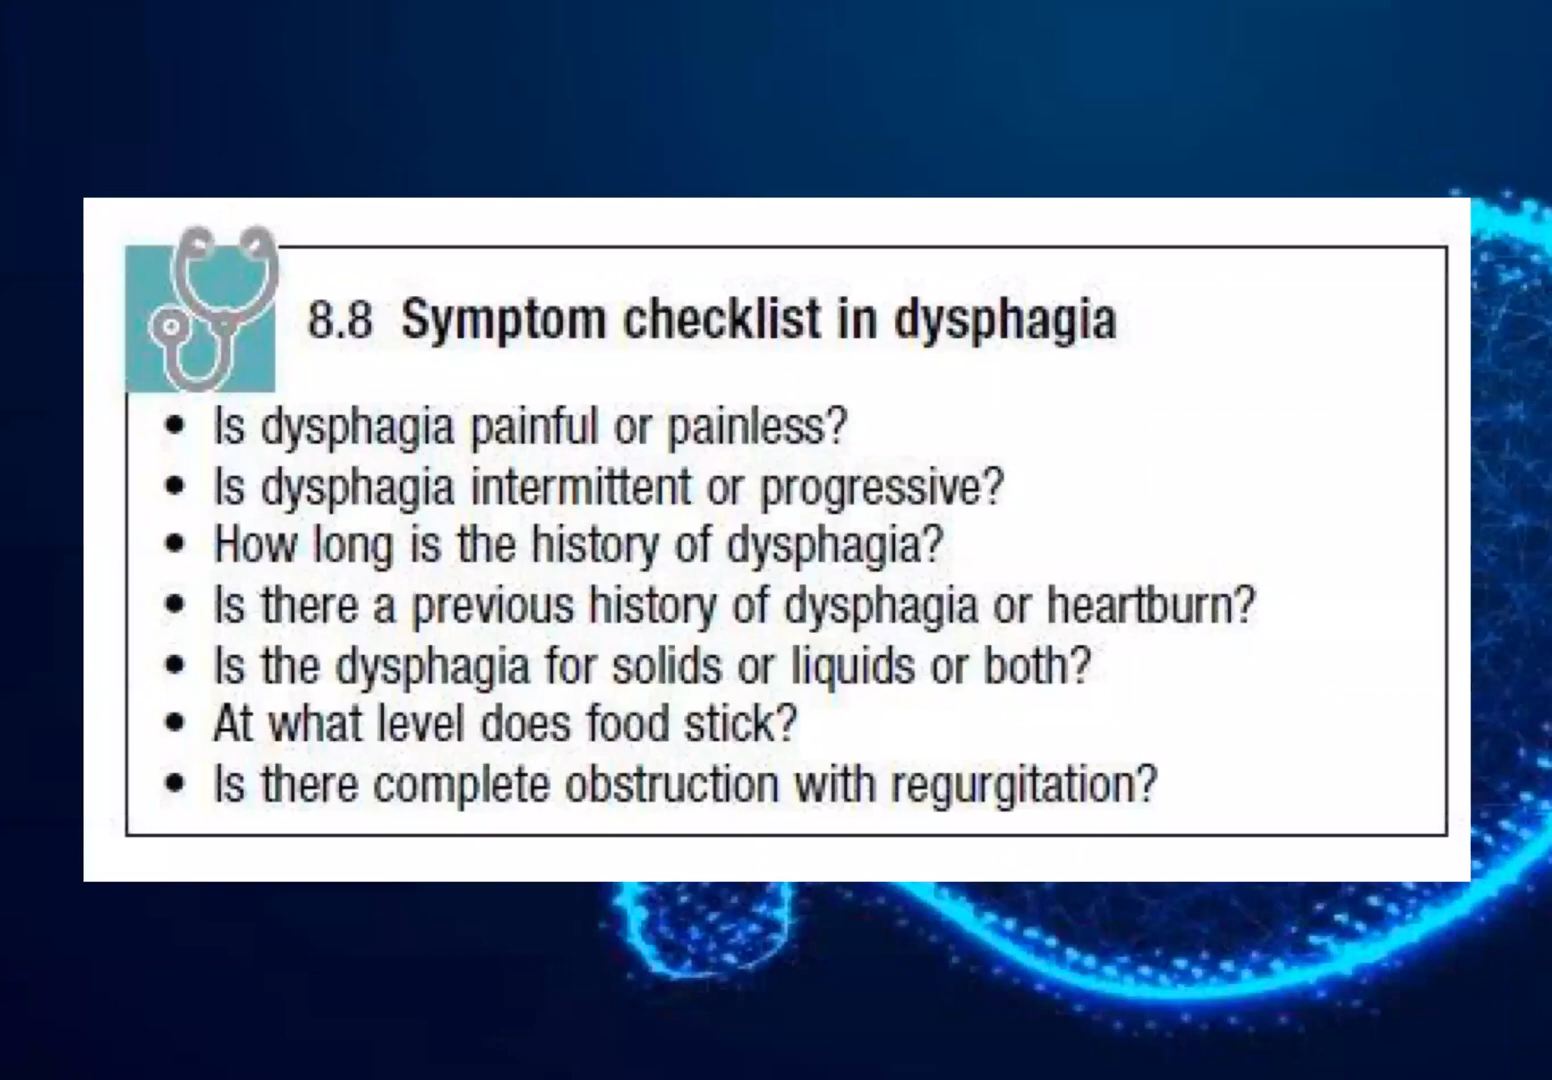 8.8 Symptom checklist in dysphagia
• Is dysphagia painful or painless?
• Is dysphagia intermittent or progressive?
• How long is the history of dysphagia?
• Is there a previous history of dysphagia or heartburn?
• Is the dysphagia for solids or liquids or both?
• At what level does food stick?
• Is there complete obstruction with regurgitation?